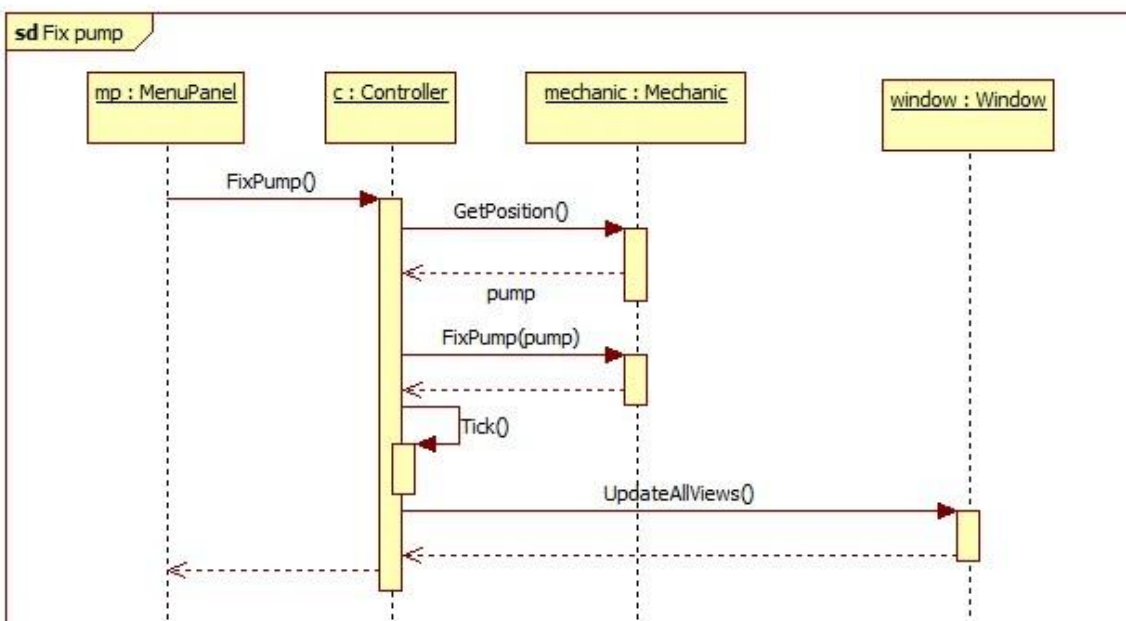 sd Fix pump
mp : MenuPanel
c : Controller
mechanic : Mechanic
window : Window
FixPump()
GetPosition()
pump
FixPump(pump)
Tick()
UpdateAllViews()